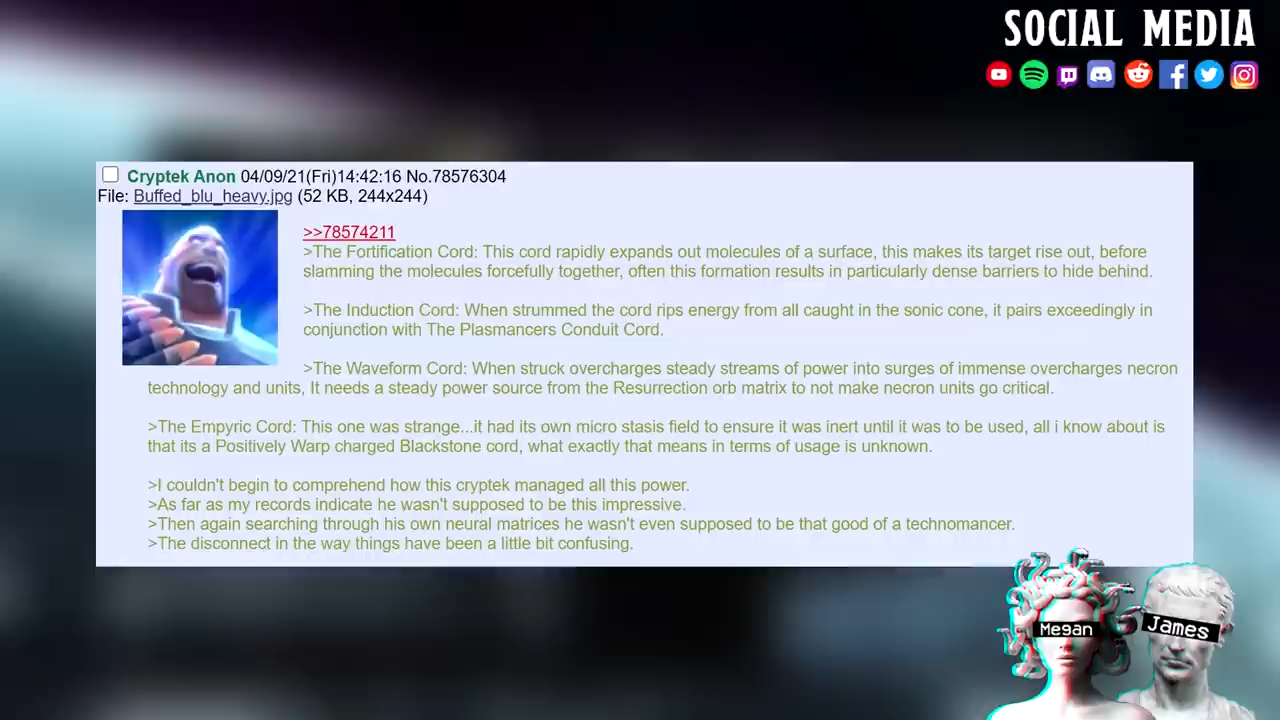 SOCIAL MEDIA
Cryptek Anon 04/09/21(Fri)14:42:16 No.78576304
File: Buffed_blu_heavy.jpg (52 KB, 244x244)
>>78574211
>The Fortification Cord: This cord rapidly expands out molecules of a surface, this makes its target rise out, before
slamming the molecules forcefully together, often this formation results in particularly dense barriers to hide behind.
>The Induction Cord: When strummed the cord rips energy from all caught in the sonic cone, it pairs exceedingly in
conjunction with The Plasmancers Conduit Cord.
>The Waveform Cord: When struck overcharges steady streams of power into surges of immense overcharges necron
technology and units, It needs a steady power source from the Resurrection orb matrix to not make necron units go critical.
>The Empyric Cord: This one was strange...it had its own micro stasis field to ensure it was inert until it was to be used, all i know about is
that its a Positively Warp charged Blackstone cord, what exactly that means in terms of usage is unknown.
>I couldn't begin to comprehend how this cryptek managed all this power.
>As far as my records indicate he wasn't supposed to be this impressive.
>Then again searching through his own neural matrices he wasn't even supposed to be that good of a technomancer.
>The disconnect in the way things have been a little bit confusing.
Megan
James